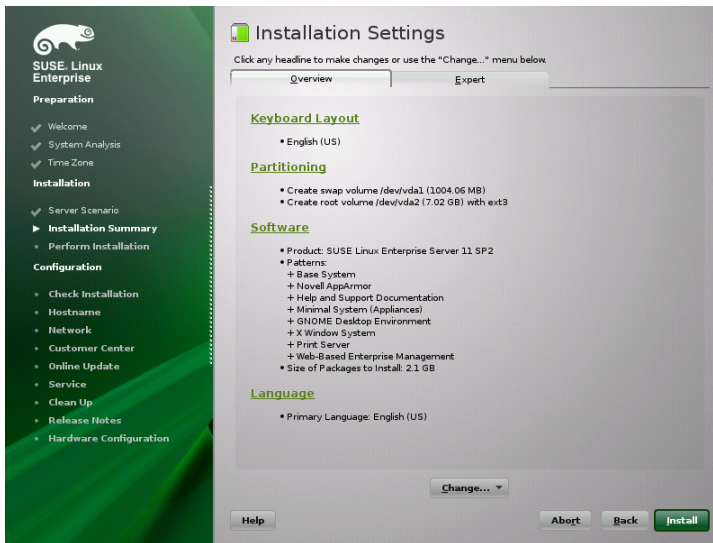 SUSE. Linux
Enterprise
Preparation
Welcome
System Analysis
Time Zone
Installation
Server Scenario
Installation Summary
Perform Installation
Configuration
Check Installation
Hostname
Network
Customer Center
Online Update
Service
Clean Up
Release Notes
Hardware Configuration
Installation Settings
Click any headline to make changes or use the "Change..." menu below.
Overview
Expert
Keyboard Layout
• English (US)
Partitioning
• Create swap volume /dev/vda1 (1004.06 MB)
• Create root volume /dev/vda2 (7.02 GB) with ext3
Software
• Product: SUSE Linux Enterprise Server 11 SP2
• Patterns:
+ Base System
+ Novell AppArmor
+ Help and Support Documentation
+ Minimal System (Appliances)
+ GNOME Desktop Environment
+ X Window System
+ Print Server
+ Web-Based Enterprise Management
• Size of Packages to Install: 2.1 GB
Language
• Primary Language: English (US)
Change...
Help
Abort
Back
Install